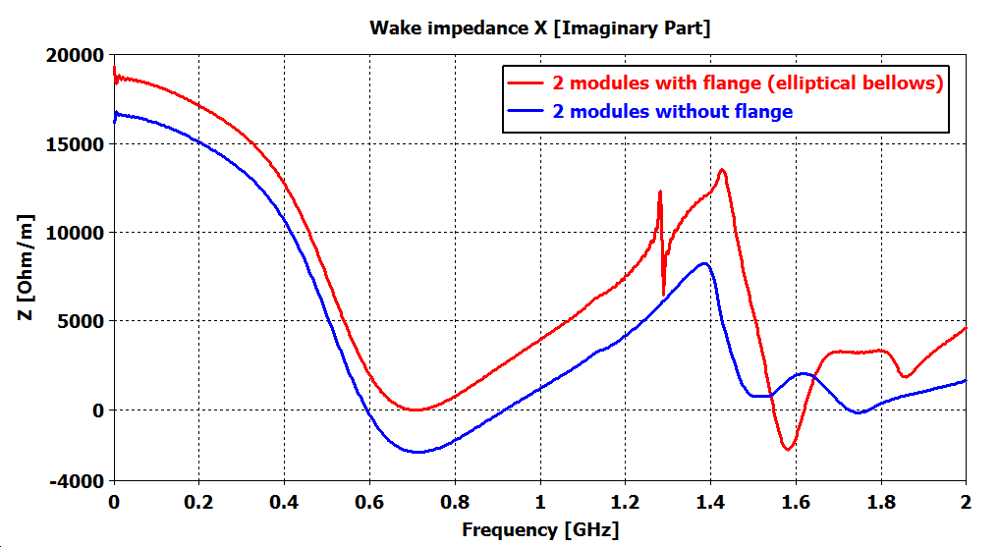 Wake impedance X [Imaginary Part]
20000
2 modules with flange (elliptical bellows)
2 modules without flange
15000
10000
Z [Ohm/m]
5000
0
-4000
0 0.2 0.4 0.6 0.8 1 1.2 1.4 1.6 1.8 2
Frequency [GHz]